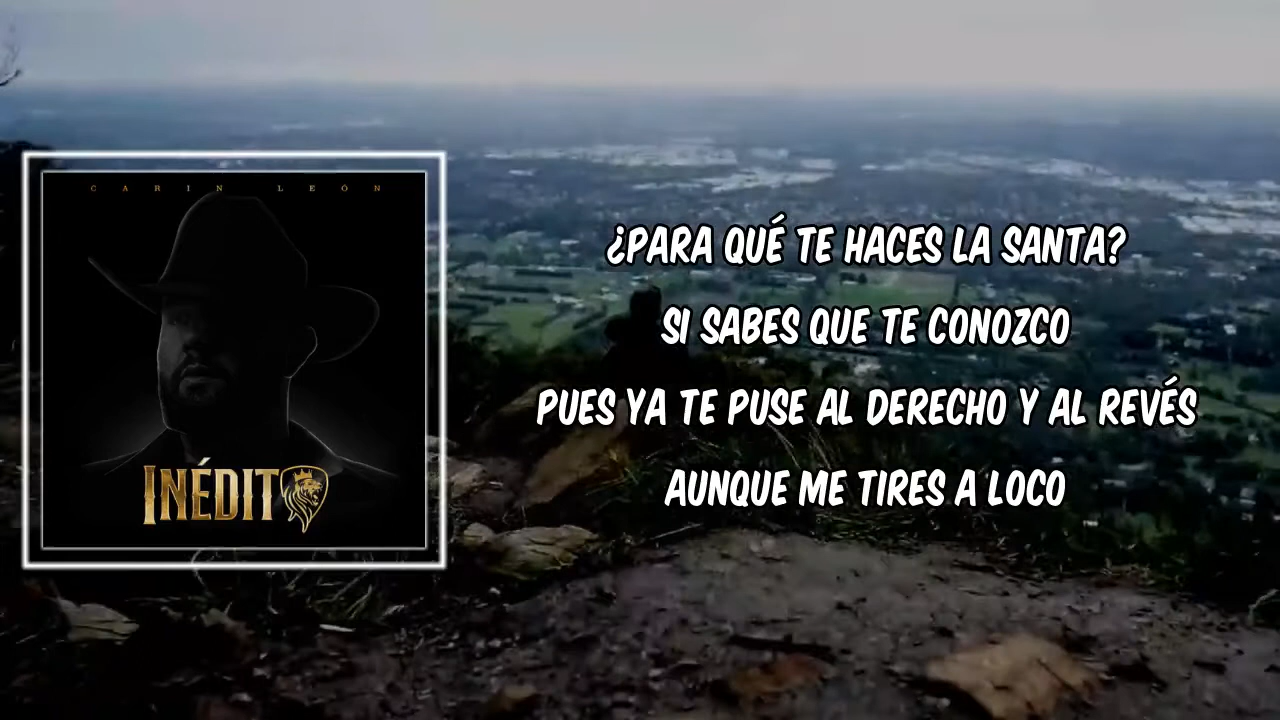 CARIN LEÓN
INÉDITO
¿PARA QUÉ TE HACES LA SANTA?
SI SABES QUE TE CONOZCO
PUES YA TE PUSE AL DERECHO Y AL REVÉS
AUNQUE ME TIRES A LOCO